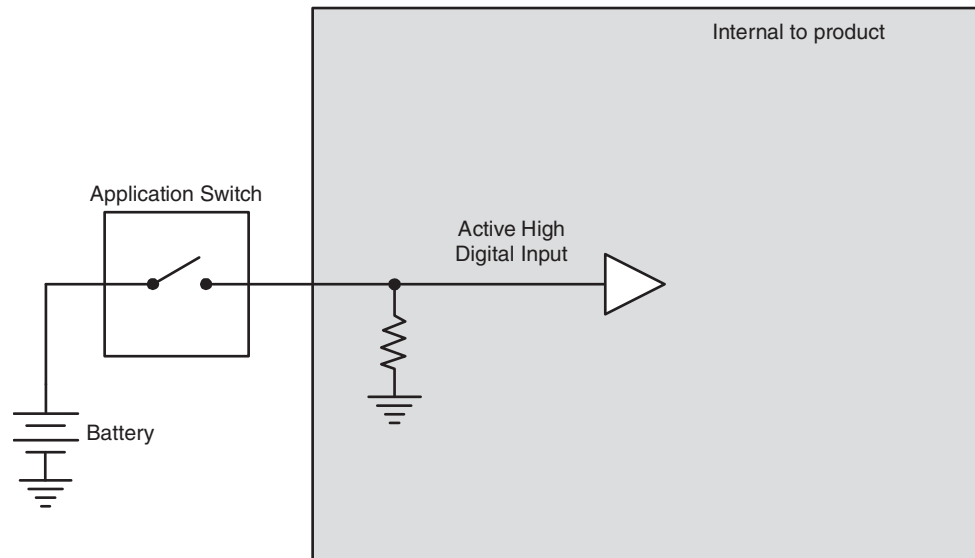 Internal to product
Application Switch
Active High
Digital Input
Battery